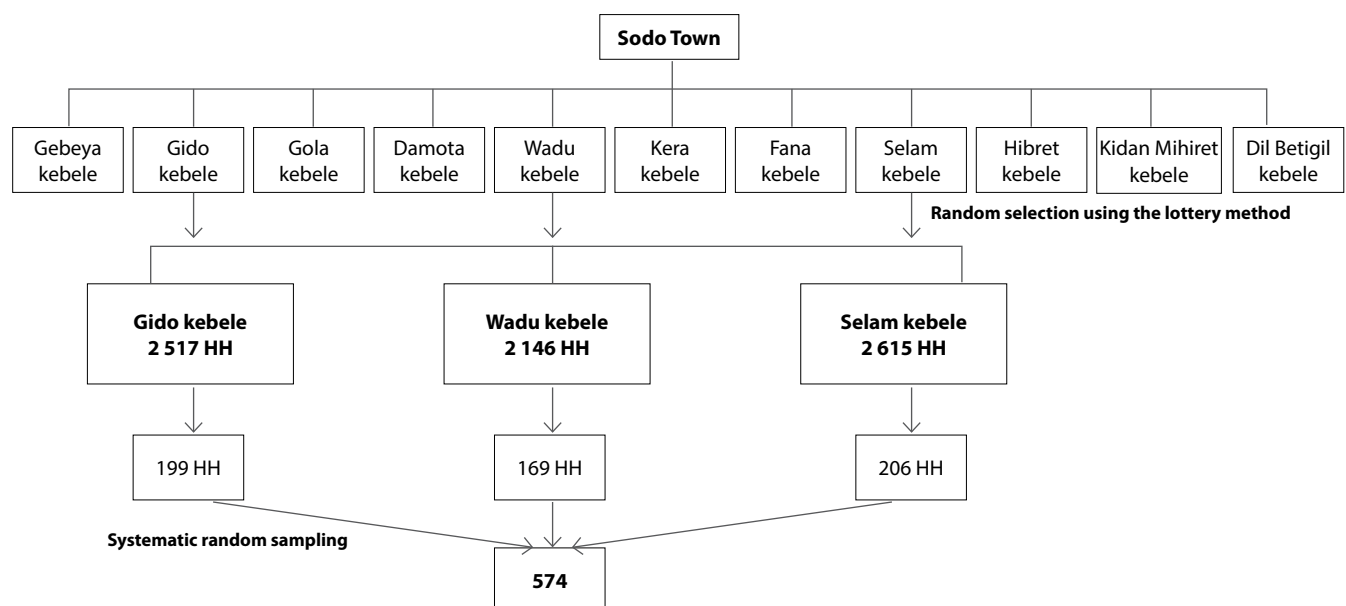 Sodo Town
Gebeya
kebele
Gido
kebele
Gola
kebele
Damota
kebele
Wadu
kebele
Kera
kebele
Fana
kebele
Selam
kebele
Hibret
kebele
Kidan Mihiret
kebele
Dil Betigil
kebele
Random selection using the lottery method
Gido kebele
2 517 HH
Wadu kebele
2 146 HH
Selam kebele
2 615 HH
199 HH
169 HH
206 HH
Systematic random sampling
574